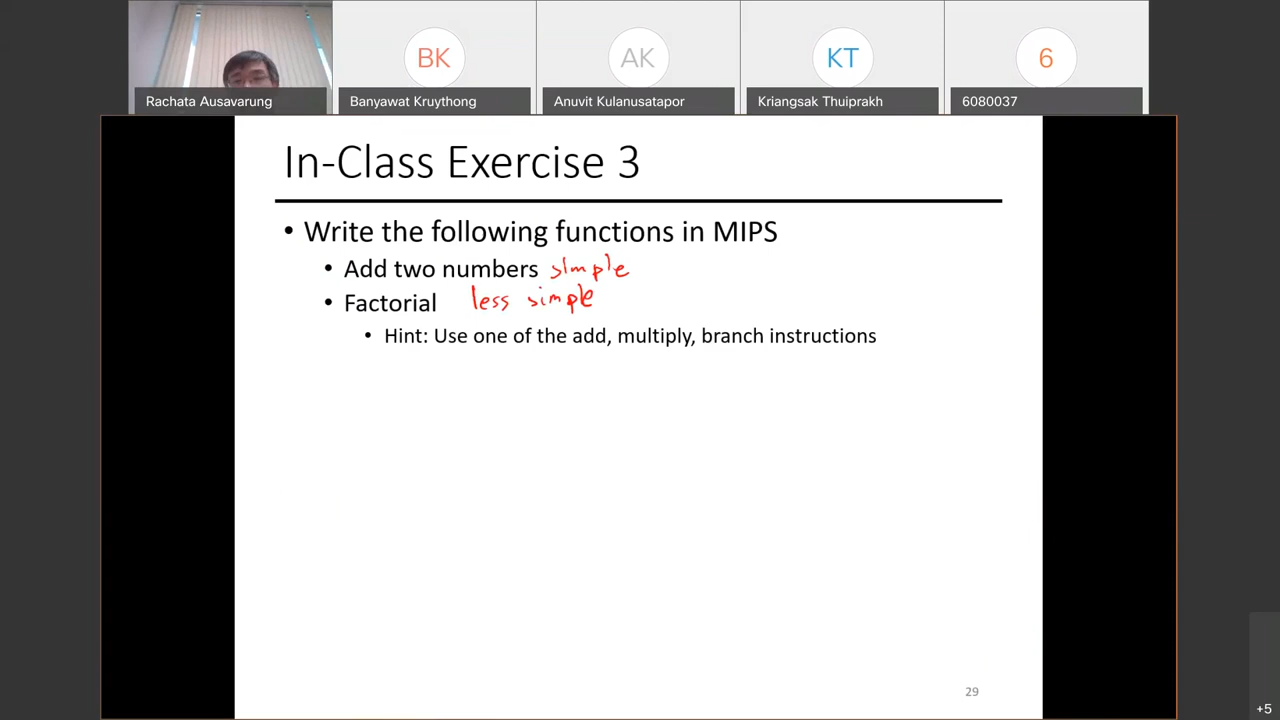 BK
AK
KT
6
Rachata Ausavarung
Banyawat Kruythong
Anuvit Kulanusatapor
Kriangsak Thuiprakh
6080037
In-Class Exercise 3
• Write the following functions in MIPS
• Add two numbers simple
• Factorial less simple
• Hint: Use one of the add, multiply, branch instructions
29
+5